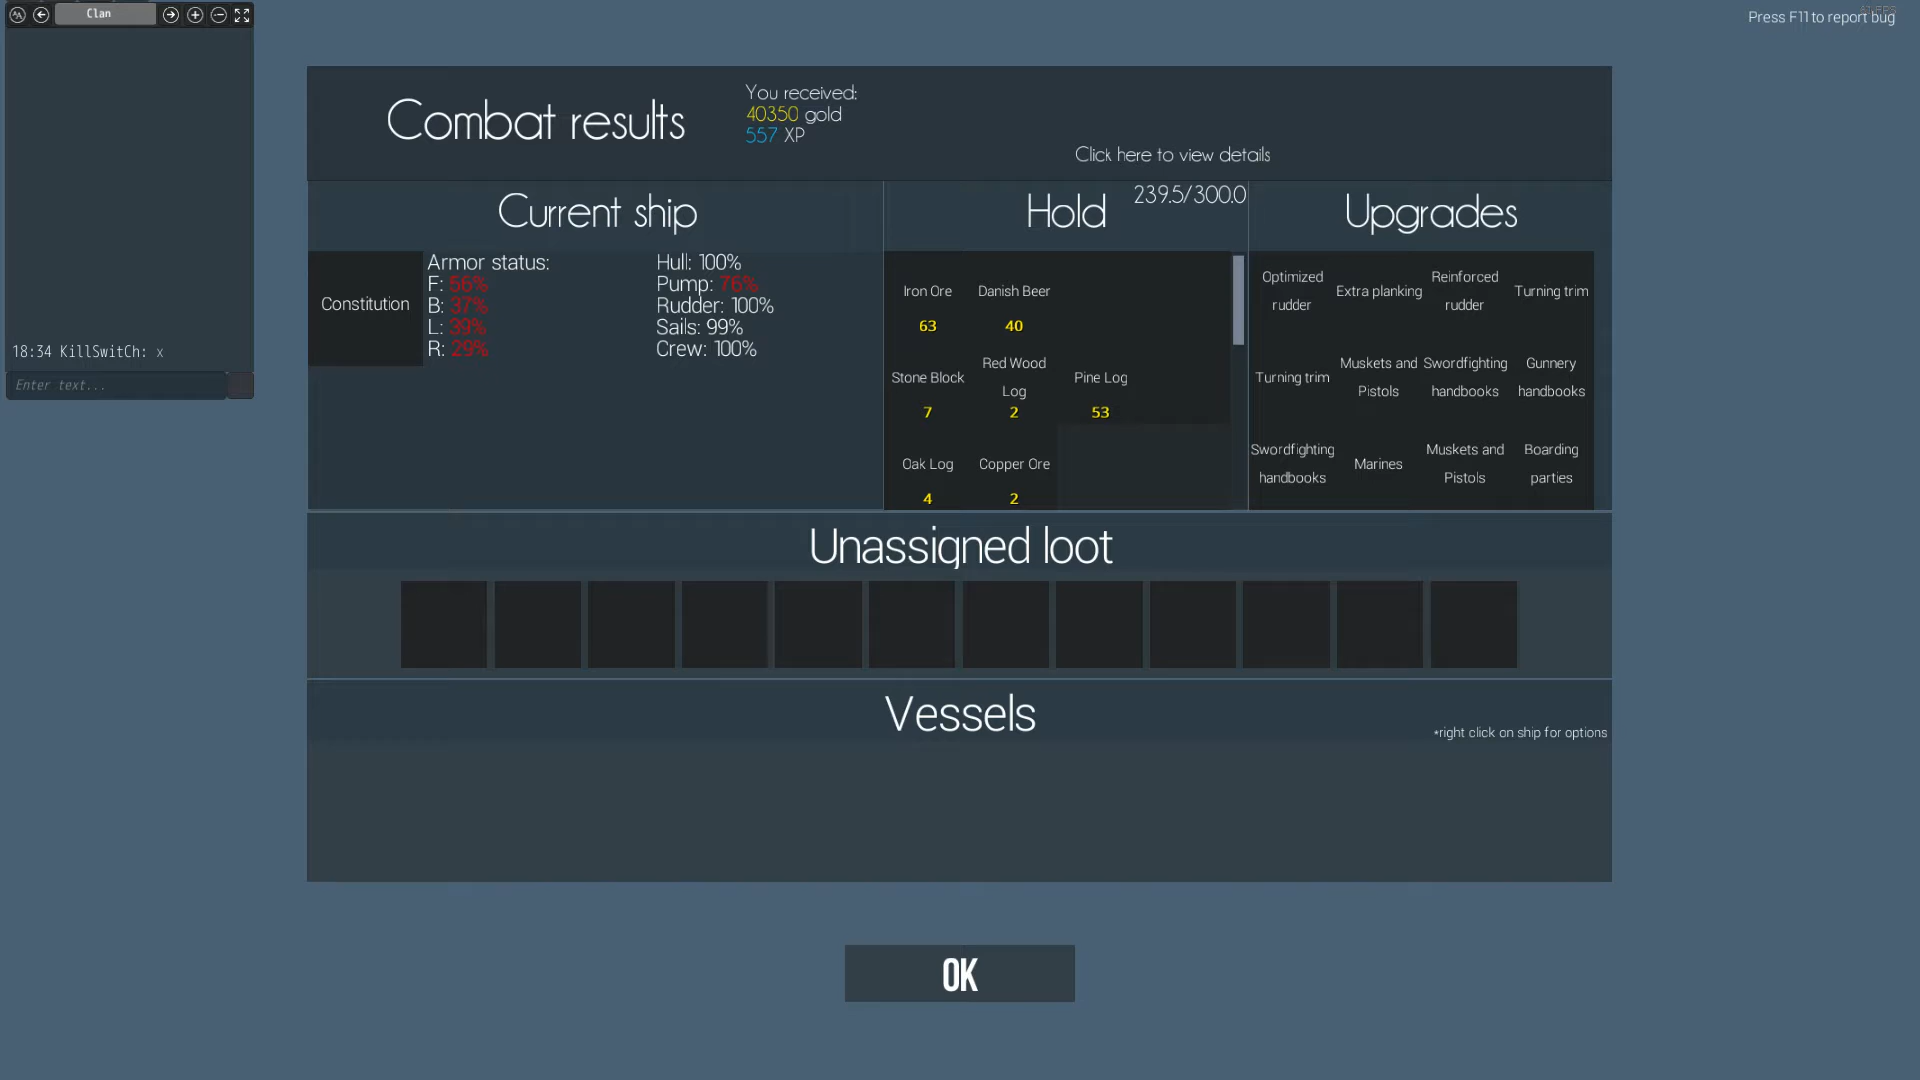 Clan
Press F11 to report bug
18:34 KillSwitCh: x
Enter text...
Combat results
You received:
40350 gold
557 XP
Click here to view details
Current ship
Constitution
Armor status:
F: 56%
B: 37%
L: 39%
R: 29%
Hull: 100%
Pump: 76%
Rudder: 100%
Sails: 99%
Crew: 100%
Hold
239.5/300.0
Iron Ore Danish Beer
63 40
Stone Block Red Wood Log Pine Log
7 2 53
Oak Log Copper Ore
4 2
Upgrades
Optimized rudder Extra planking Reinforced rudder Turning trim
Turning trim Muskets and Pistols Swordfighting handbooks Gunnery handbooks
Swordfighting handbooks Marines Muskets and Pistols Boarding parties
Unassigned loot
Vessels
*right click on ship for options
OK